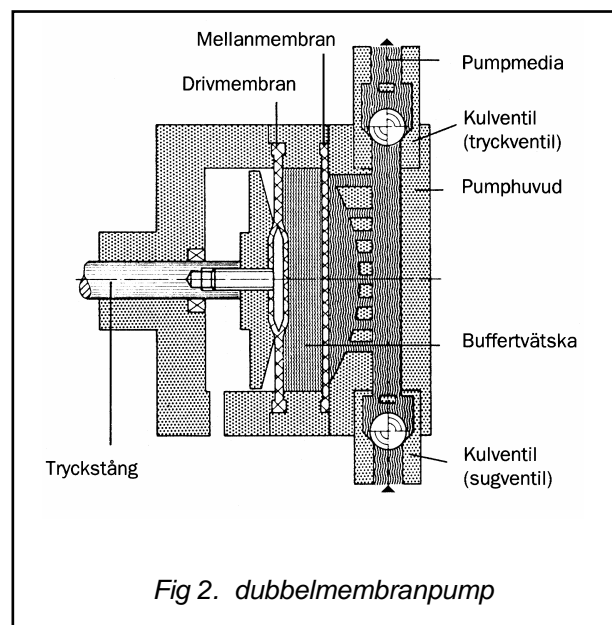 Mellanmembran
Drivmembran
Pumpmedia
Kulventil
(tryckventil)
Pumphuvud
Buffertvätska
Tryckstång
Kulventil
(sugventil)
Fig 2. dubbelmembranpump